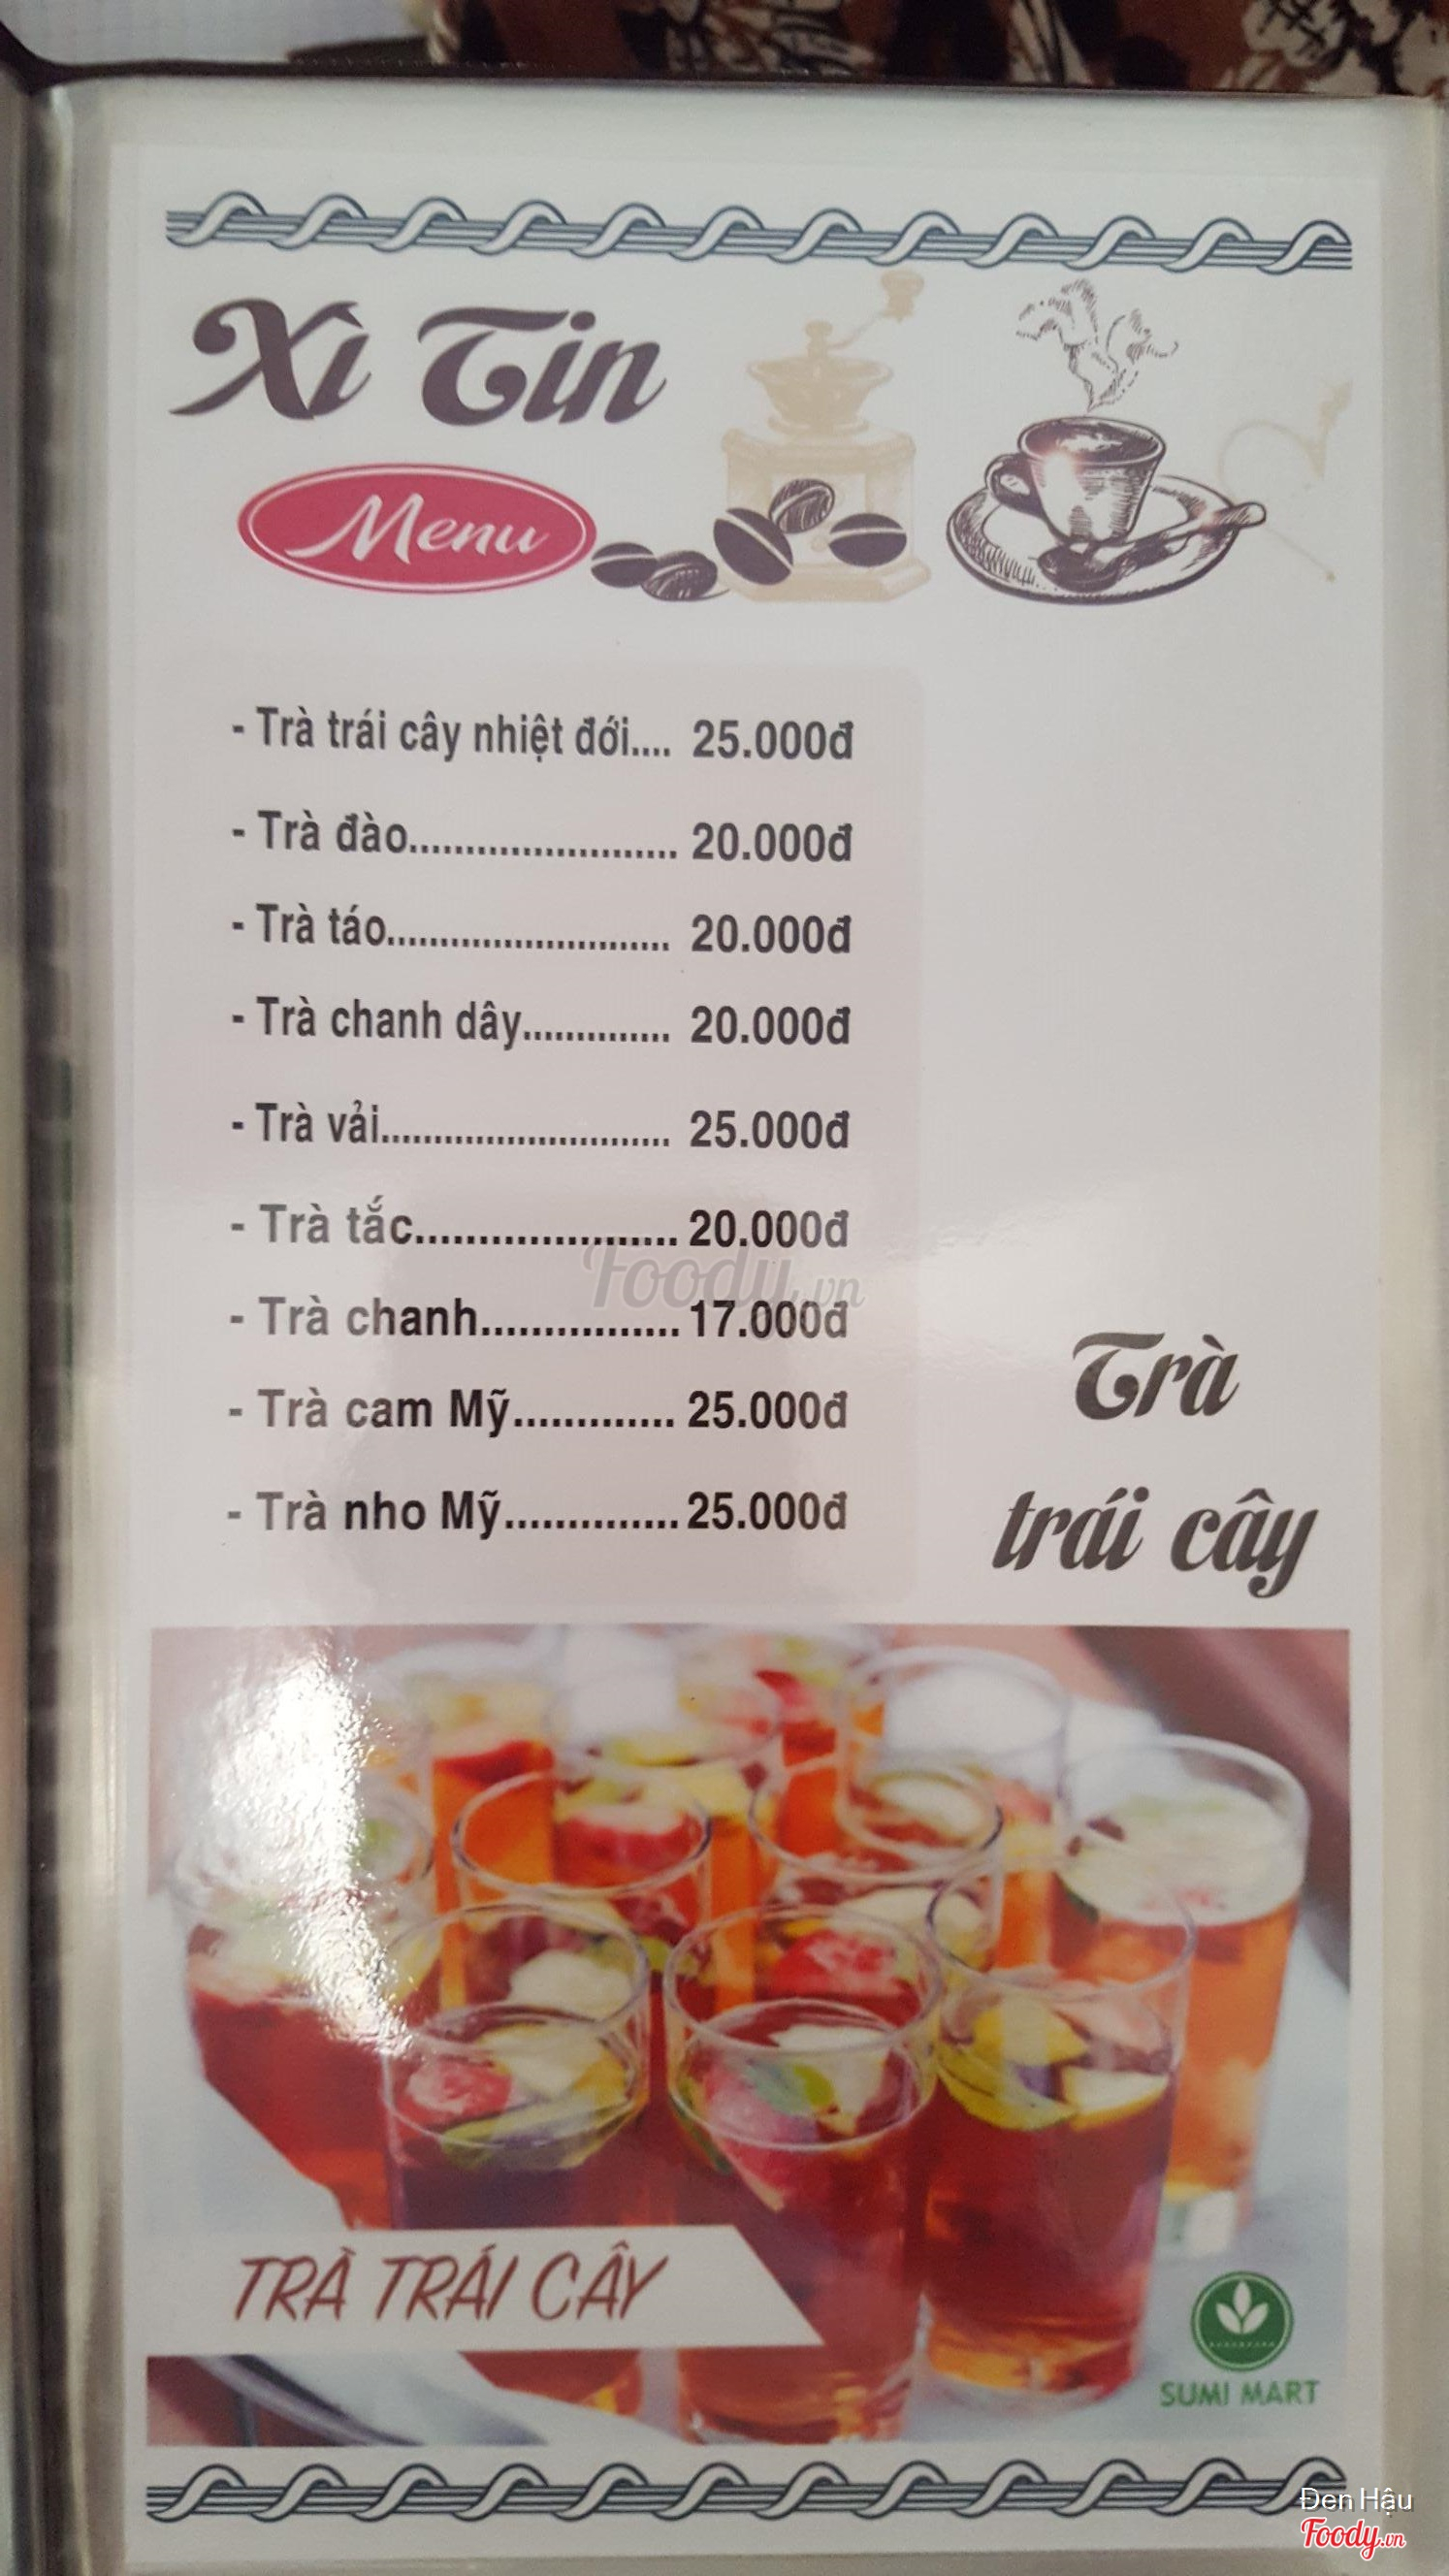 Xì Tin
Menu
- Trà trái cây nhiệt đới.... 25.000đ
- Trà đào......................... 20.000đ
- Trà táo........................... 20.000đ
- Trà chanh dây.............. 20.000đ
- Trà vải........................... 25.000đ
- Trà tắc..................... 20.000đ
Foody.vn
- Trà chanh................ 17.000đ
- Trà cam Mỹ............. 25.000đ
- Trà nho Mỹ.............. 25.000đ
Trà
trái cây
TRÀ TRÁI CÂY
SUMI MART
Đen Hậu
Foody.vn